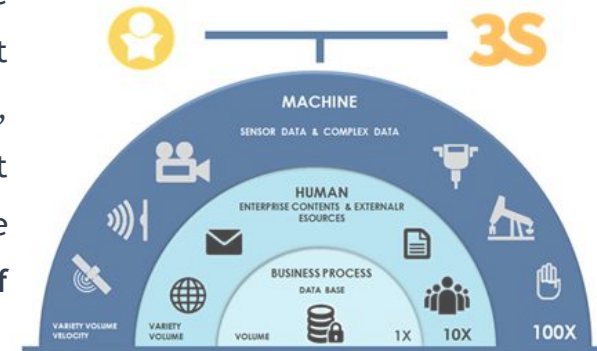 3S
t
MACHINE
,
SENSOR DATA & COMPLEX DATA
t
HUMAN
ENTERPRISE CONTENTS & EXTERNALR
ESOURCES
e
f
BUSINESS PROCESS
DATA BASE
VARIETY VOLUME
VELOCITY
VARIETY
VOLUME
VOLUME
1X
10X
100X